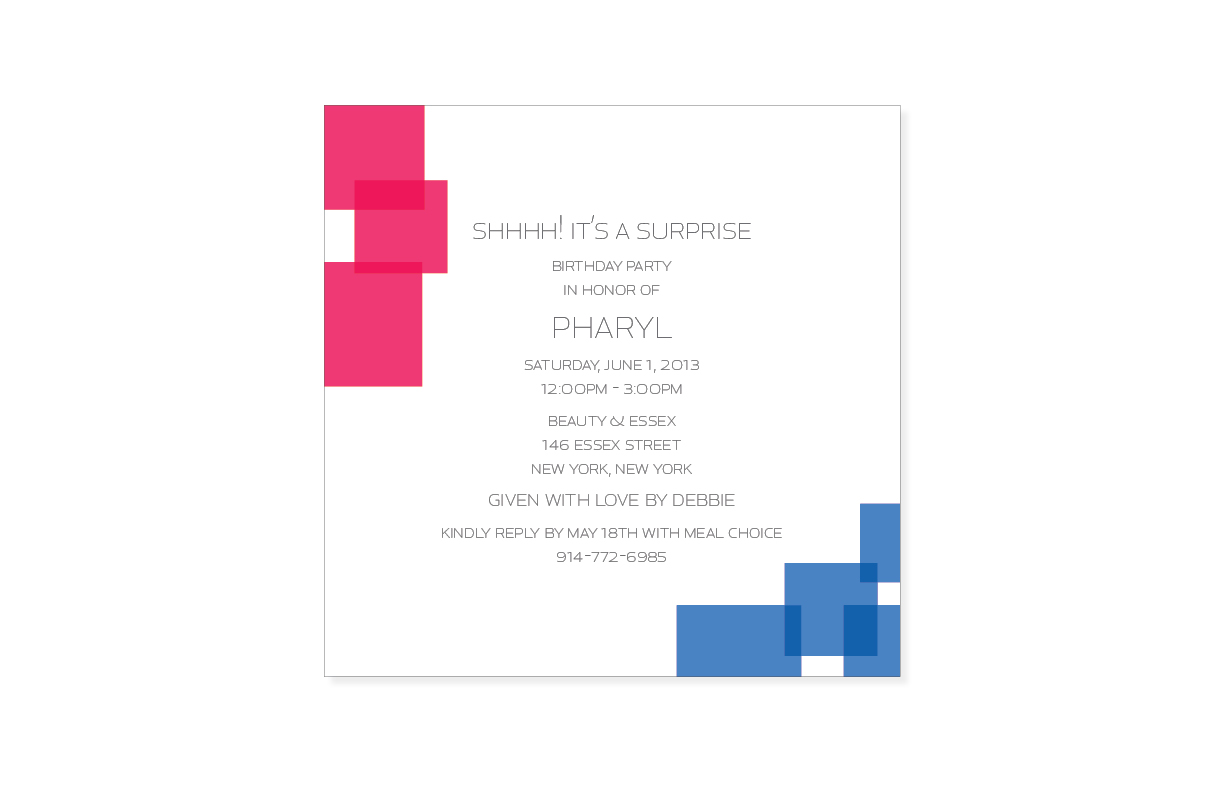 SHHHH! IT'S A SURPRISE
BIRTHDAY PARTY
IN HONOR OF
PHARYL
SATURDAY, JUNE 1, 2013
12:00PM - 3:00PM
BEAUTY & ESSEX
146 ESSEX STREET
NEW YORK, NEW YORK
GIVEN WITH LOVE BY DEBBIE
KINDLY REPLY BY MAY 18TH WITH MEAL CHOICE
914-772-6985